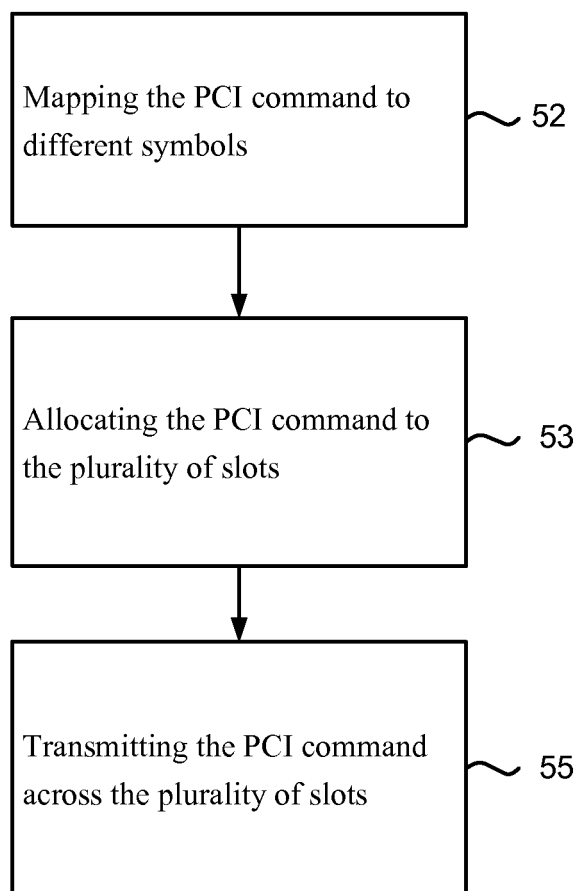 Mapping the PCI command to
different symbols
52
Allocating the PCI command to
the plurality of slots
53
Transmitting the PCI command
across the plurality of slots
55